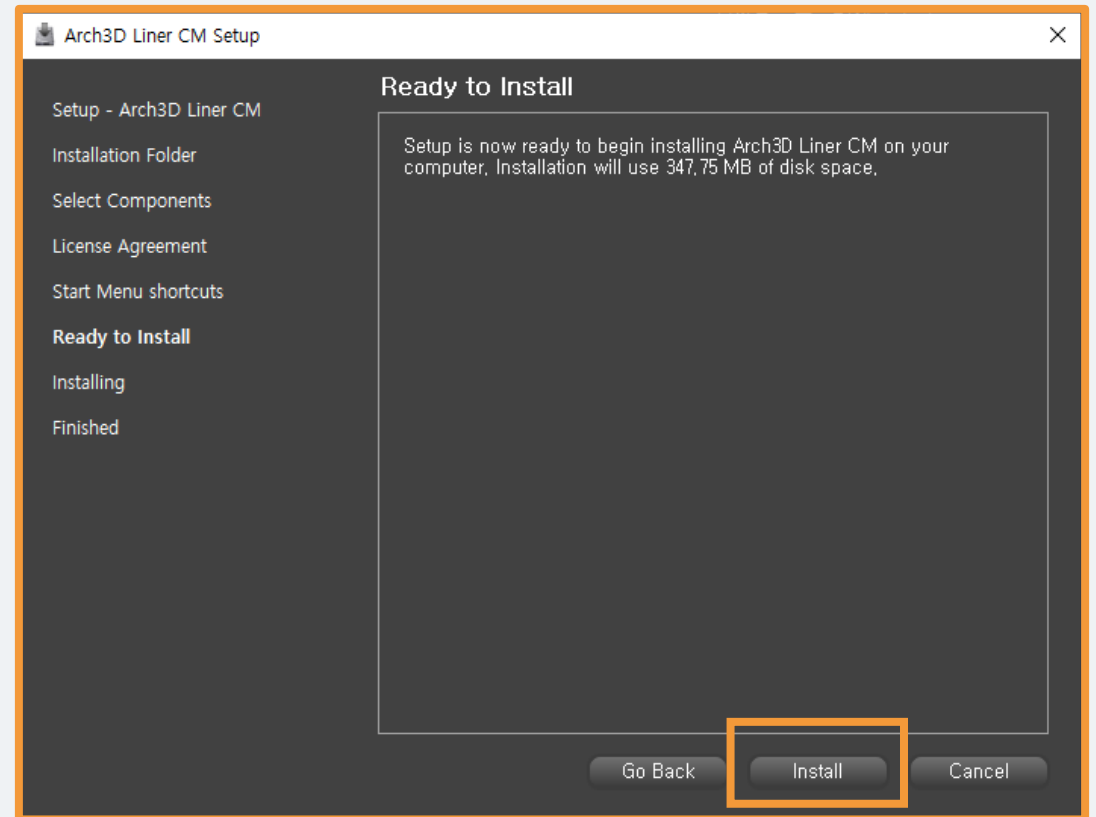 Arch3D Liner CM Setup
Setup - Arch3D Liner CM
Installation Folder
Select Components
License Agreement
Start Menu shortcuts
Ready to Install
Installing
Finished
Ready to Install
Setup is now ready to begin installing Arch3D Liner CM on your
computer, Installation will use 347,75 MB of disk space,
Go Back
Install
Cancel